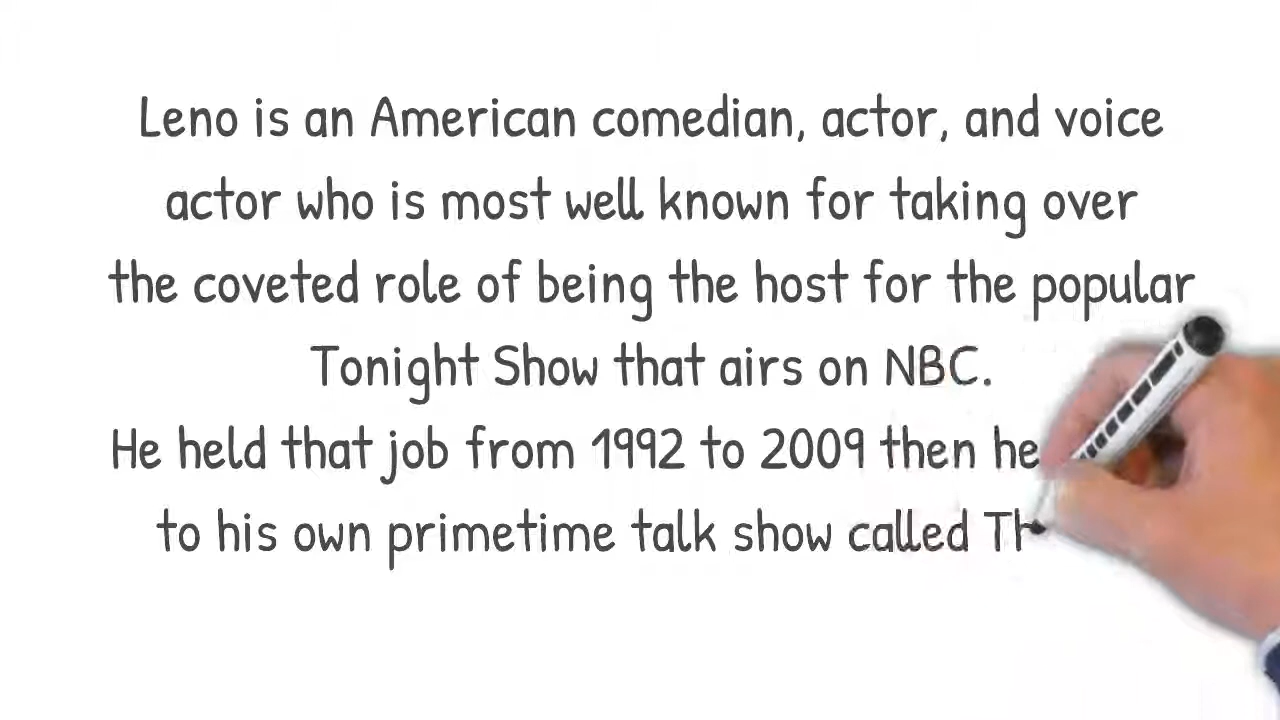 Leno is an American comedian, actor, and voice
actor who is most well known for taking over
the coveted role of being the host for the popular
Tonight Show that airs on NBC.
He held that job from 1992 to 2009 then he
to his own primetime talk show called Th